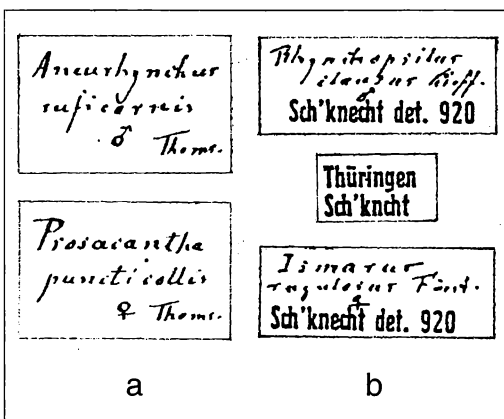 Aneurhynchus
ruficornis
♂ Thoms.
Prosacantha
puncticollis
♀ Thoms.
a
Rhynchopsilus
Kieff.
♂
Sch'knecht det. 920
Thüringen
Sch'kncht
Ismarus
rugulosus Först.
♀
Sch'knecht det. 920
b